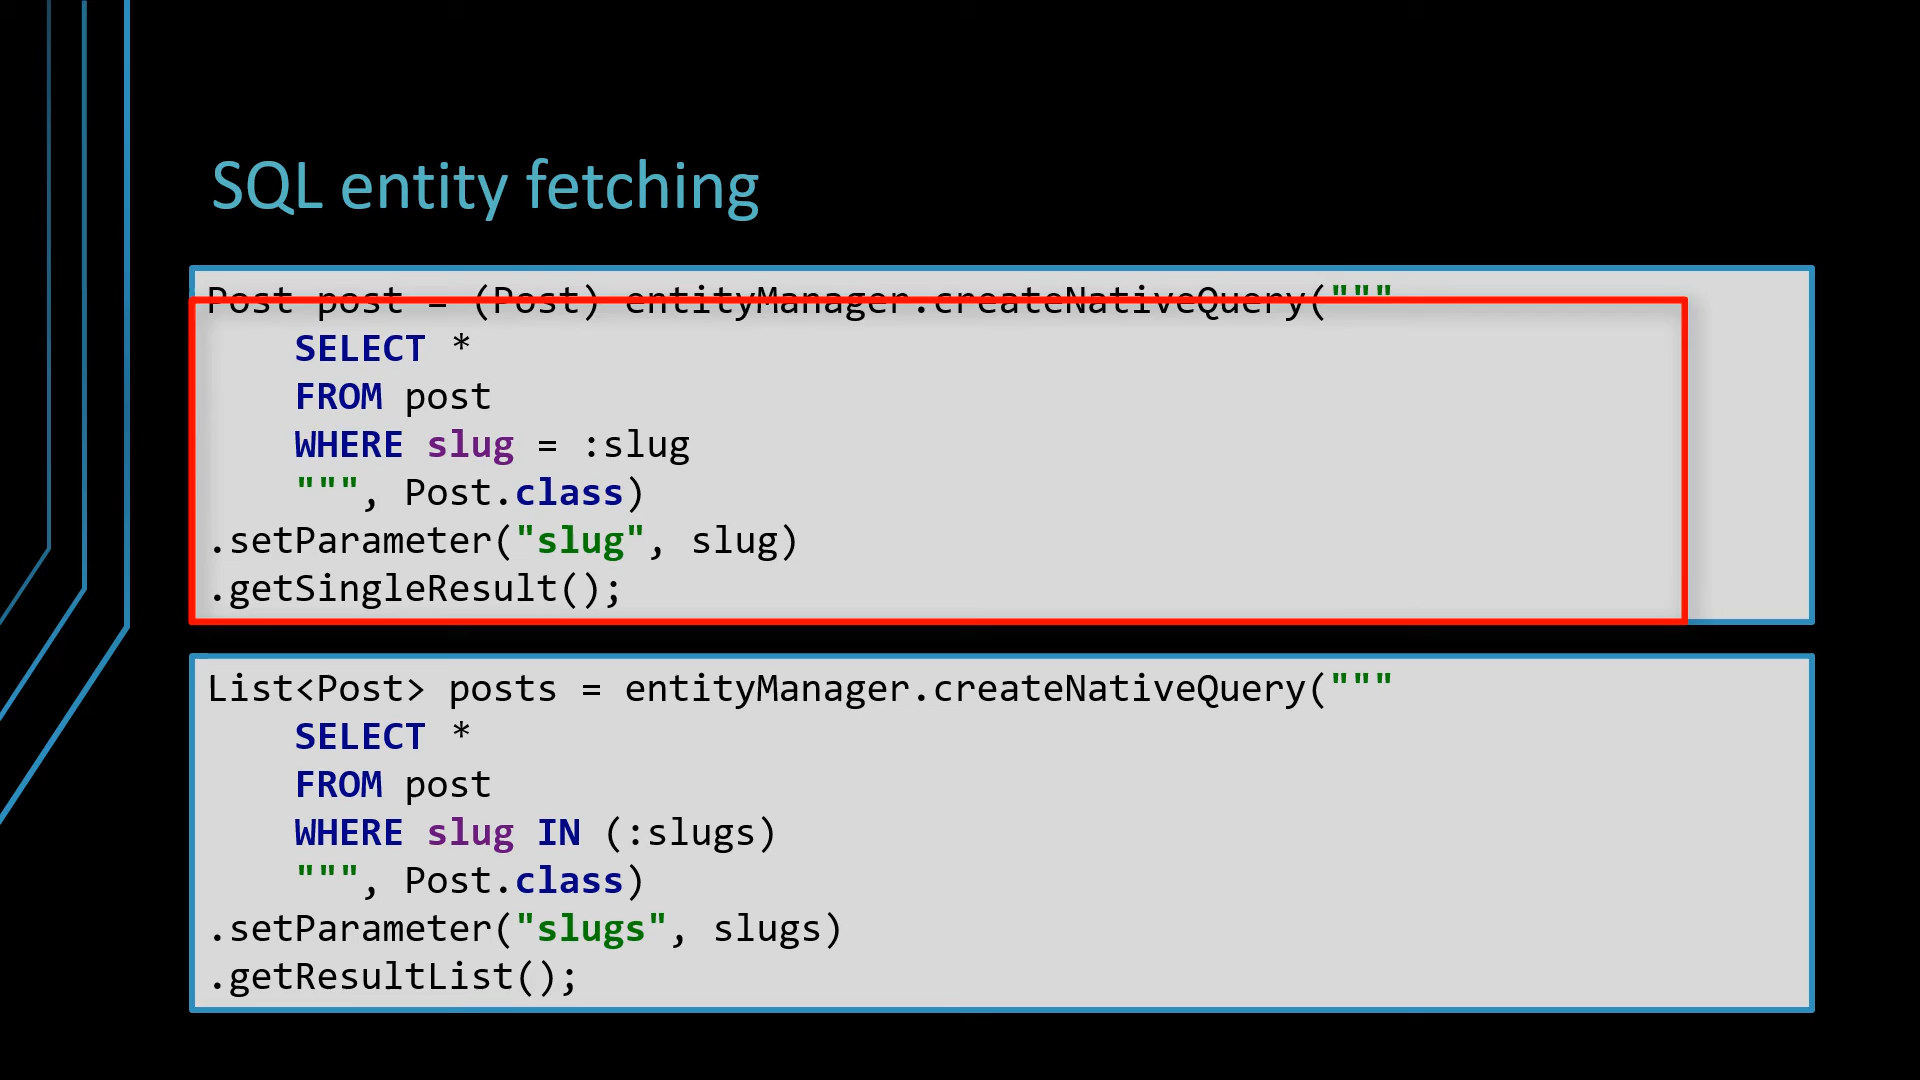 SQL entity fetching
Post post = (Post) entityManager.createNativeQuery("""
    SELECT *
    FROM post
    WHERE slug = :slug
    """, Post.class)
.setParameter("slug", slug)
.getSingleResult();
List<Post> posts = entityManager.createNativeQuery("""
    SELECT *
    FROM post
    WHERE slug IN (:slugs)
    """, Post.class)
.setParameter("slugs", slugs)
.getResultList();